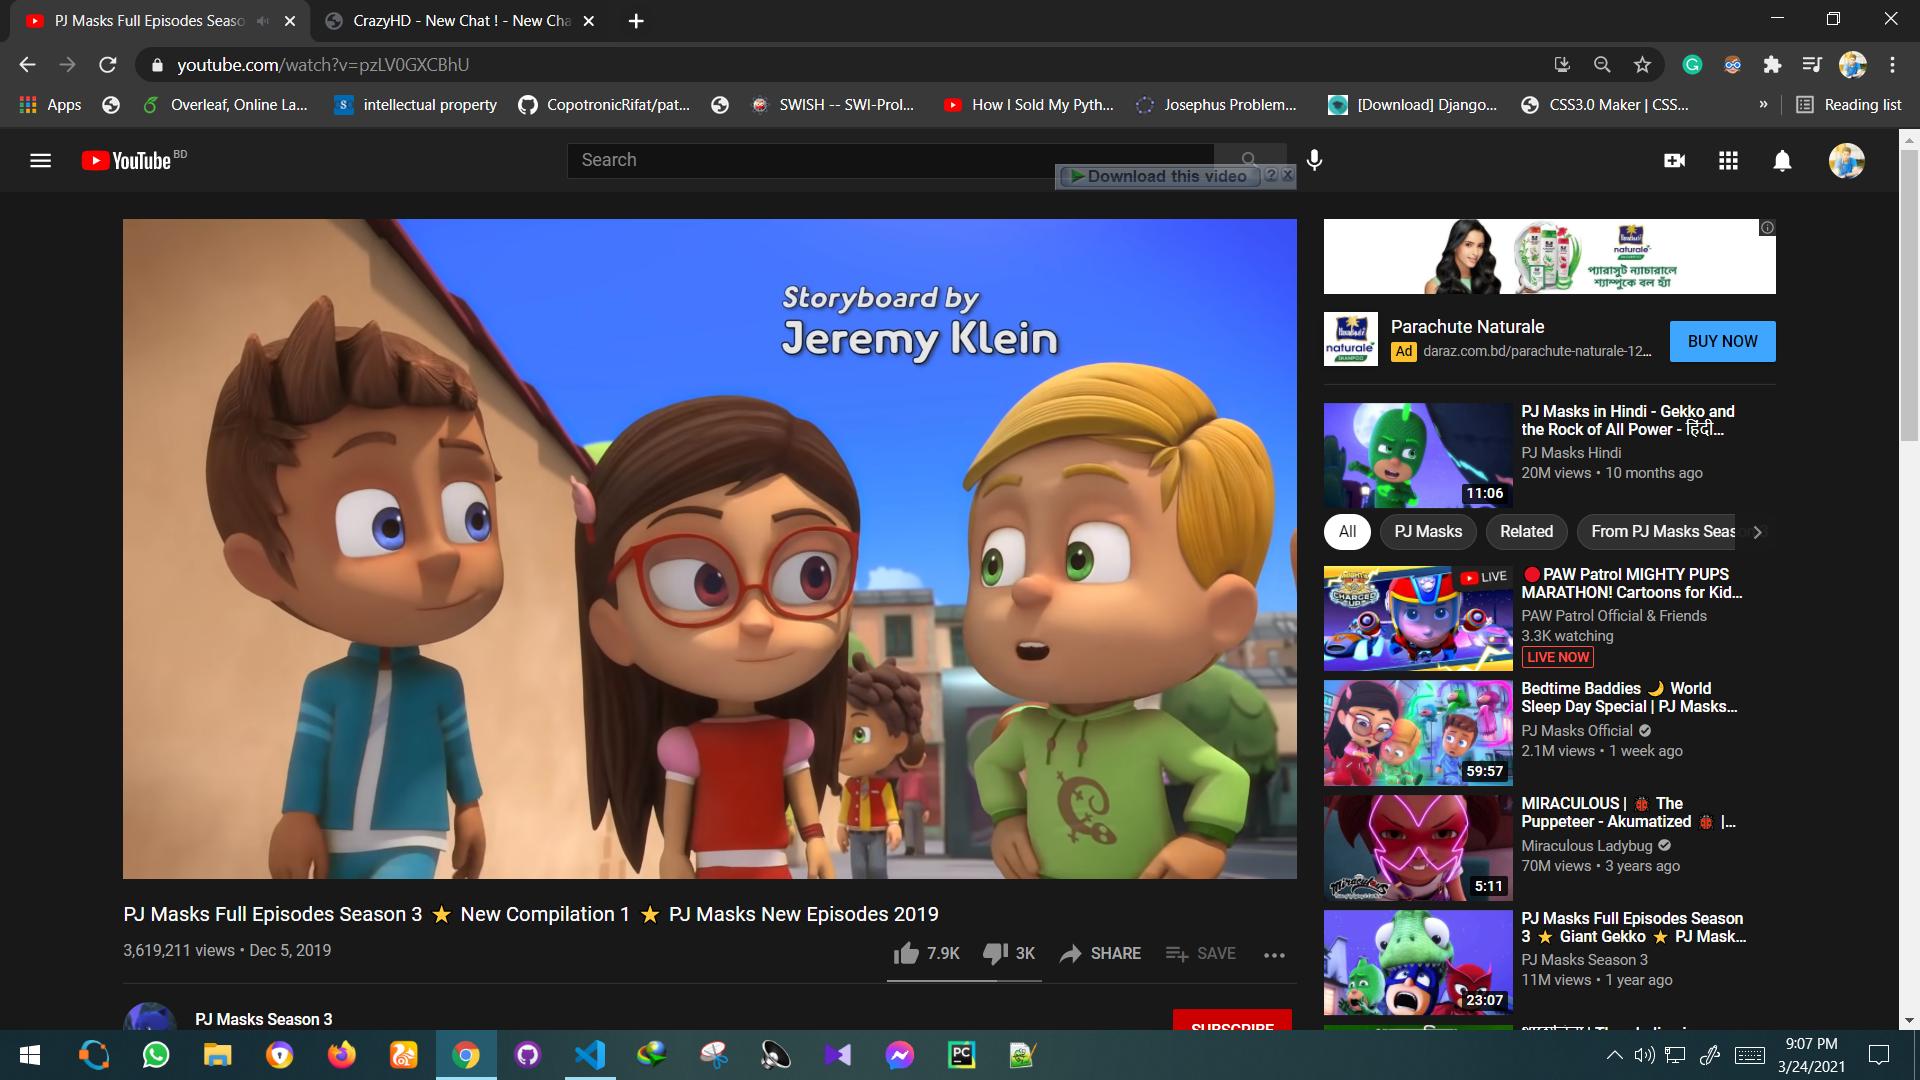 PJ Masks Full Episodes Seaso
CrazyHD - New Chat ! - New Cha
youtube.com/watch?v=pzLV0GXCBhU
Apps
Overleaf, Online La...
intellectual property
CopotronicRifat/pat...
SWISH -- SWI-Prol...
How I Sold My Pyth...
Josephus Problem...
[Download] Django...
CSS3.0 Maker | CSS...
»
Reading list
YouTube BD
Search
Download this video
Storyboard by
Jeremy Klein
Parachute
naturale
প্যারাসুট ন্যাচারালে
শ্যাম্পুকে বল হ্যাঁ
naturale
SHAMPOO
Parachute Naturale
Ad daraz.com.bd/parachute-naturale-12...
BUY NOW
11:06
PJ Masks in Hindi - Gekko and
the Rock of All Power - हिंदी...
PJ Masks Hindi
20M views • 10 months ago
All
PJ Masks
Related
From PJ Masks Season 3
CHARGED UP
LIVE
PAW Patrol MIGHTY PUPS
MARATHON! Cartoons for Kid...
PAW Patrol Official & Friends
3.3K watching
LIVE NOW
59:57
Bedtime Baddies 🌙 World
Sleep Day Special | PJ Masks...
PJ Masks Official
2.1M views • 1 week ago
Miraculous
5:11
MIRACULOUS | 🐞 The
Puppeteer - Akumatized 🐞 |...
Miraculous Ladybug
70M views • 3 years ago
23:07
PJ Masks Full Episodes Season
3 ⭐ Giant Gekko ⭐ PJ Mask...
PJ Masks Season 3
11M views • 1 year ago
PJ Masks Full Episodes Season 3 ⭐ New Compilation 1 ⭐ PJ Masks New Episodes 2019
3,619,211 views • Dec 5, 2019
7.9K
3K
SHARE
SAVE
PJ Masks Season 3
SUBSCRIBE
PC
9:07 PM
3/24/2021